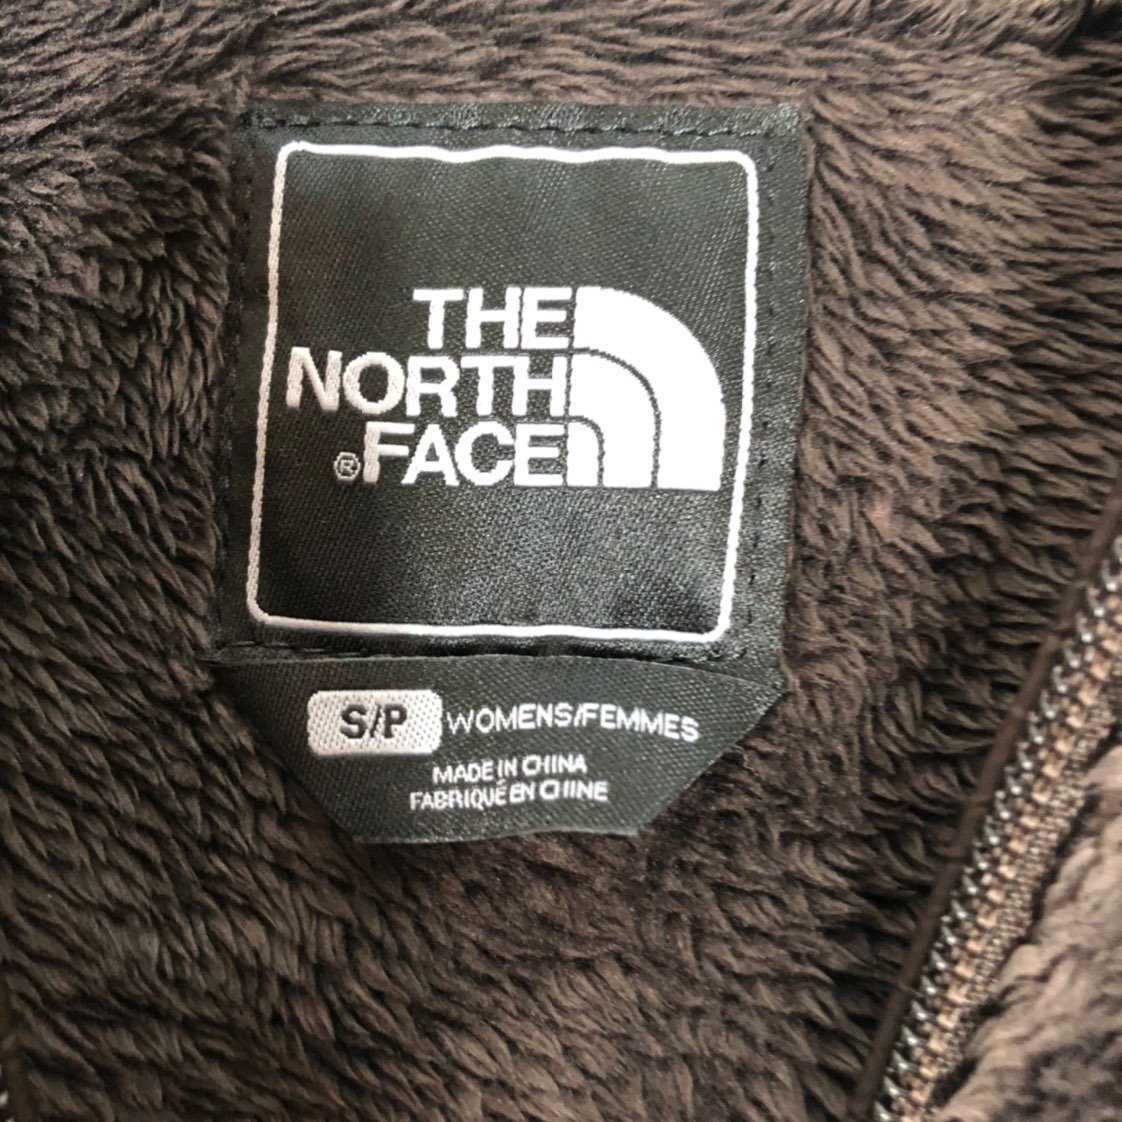 THE
NORTH
®FACE
S/P WOMENS/FEMMES
MADE IN CHINA
FABRIQUÉ EN CHINE